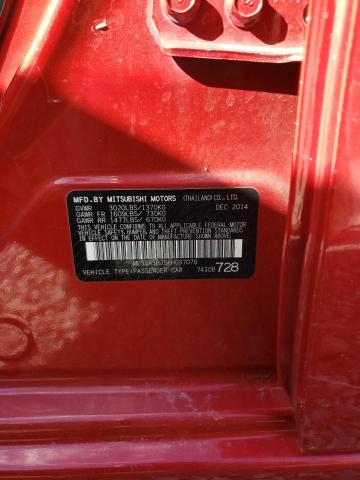 MFD.BY MITSUBISHI MOTORS (THAILAND) CO.,LTD.
GVWR 3020LBS/1370KG DEC 2014
GAWR FR 1609LBS/ 730KG
GAWR RR 1477LBS/ 670KG
THIS VEHICLE CONFORMS TO ALL APPLICABLE
FEDERAL MOTOR VEHICLE SAFETY, BUMPER, AND
THEFT PREVENTION STANDARDS IN EFFECT ON
THE DATE OF MANUFACTURE SHOWN ABOVE.
VEHICLE TYPE:PASSENGER CAR 7430B 728